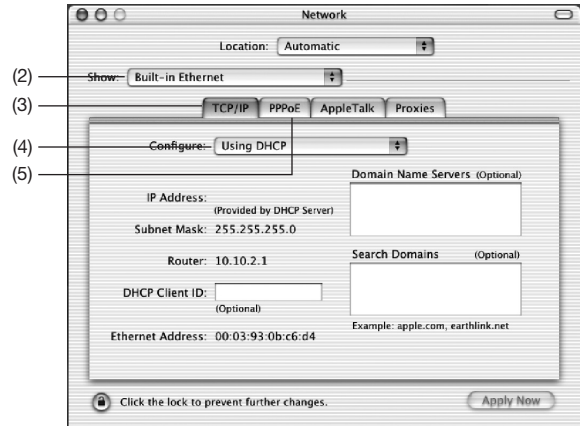 Network
Location: Automatic
(2) Show: Built-in Ethernet
(3) TCP/IP PPPoE AppleTalk Proxies
(4) Configure: Using DHCP
(5)
Domain Name Servers (Optional)
IP Address:
(Provided by DHCP Server)
Subnet Mask: 255.255.255.0
Router: 10.10.2.1
Search Domains (Optional)
DHCP Client ID:
(Optional)
Example: apple.com, earthlink.net
Ethernet Address: 00:03:93:0b:c6:d4
Click the lock to prevent further changes.
Apply Now